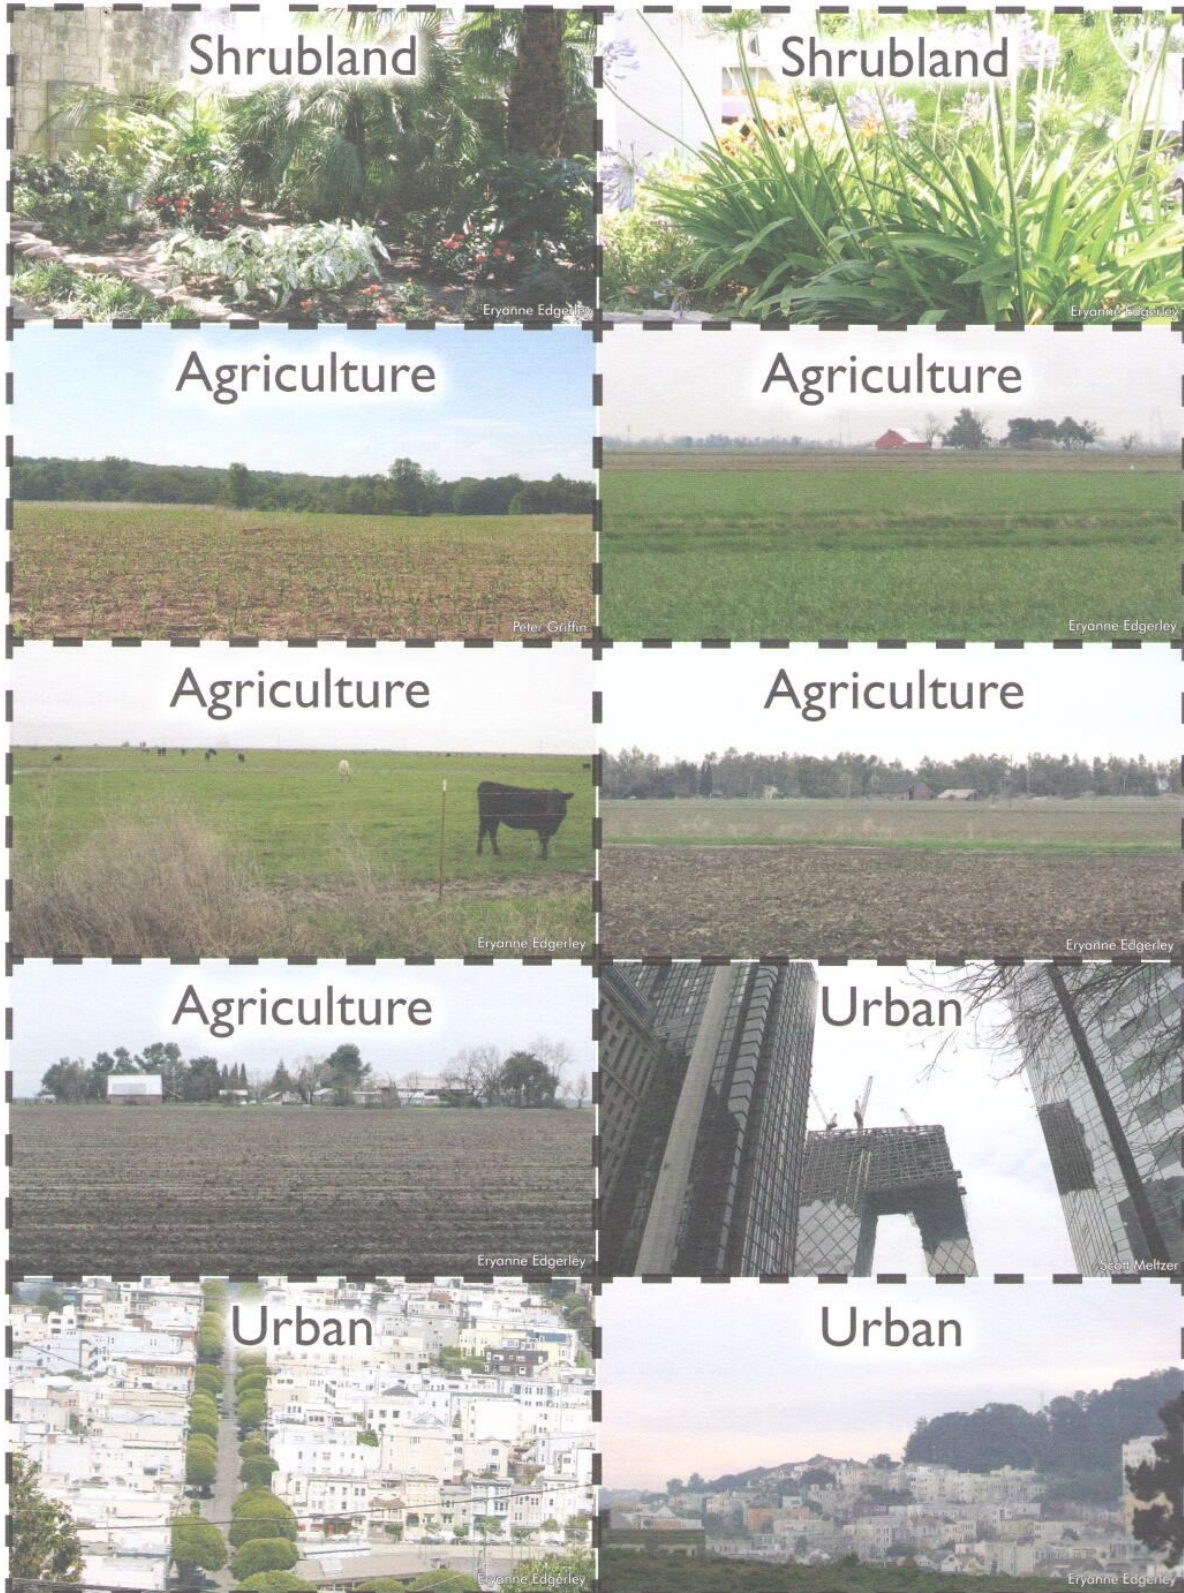 Shrubland
Eryanne Edgerley
Shrubland
Eryanne Edgerley
Agriculture
Peter Griffin
Agriculture
Eryanne Edgerley
Agriculture
Eryanne Edgerley
Agriculture
Eryanne Edgerley
Agriculture
Eryanne Edgerley
Urban
Scott Meltzer
Urban
Eryanne Edgerley
Urban
Eryanne Edgerley